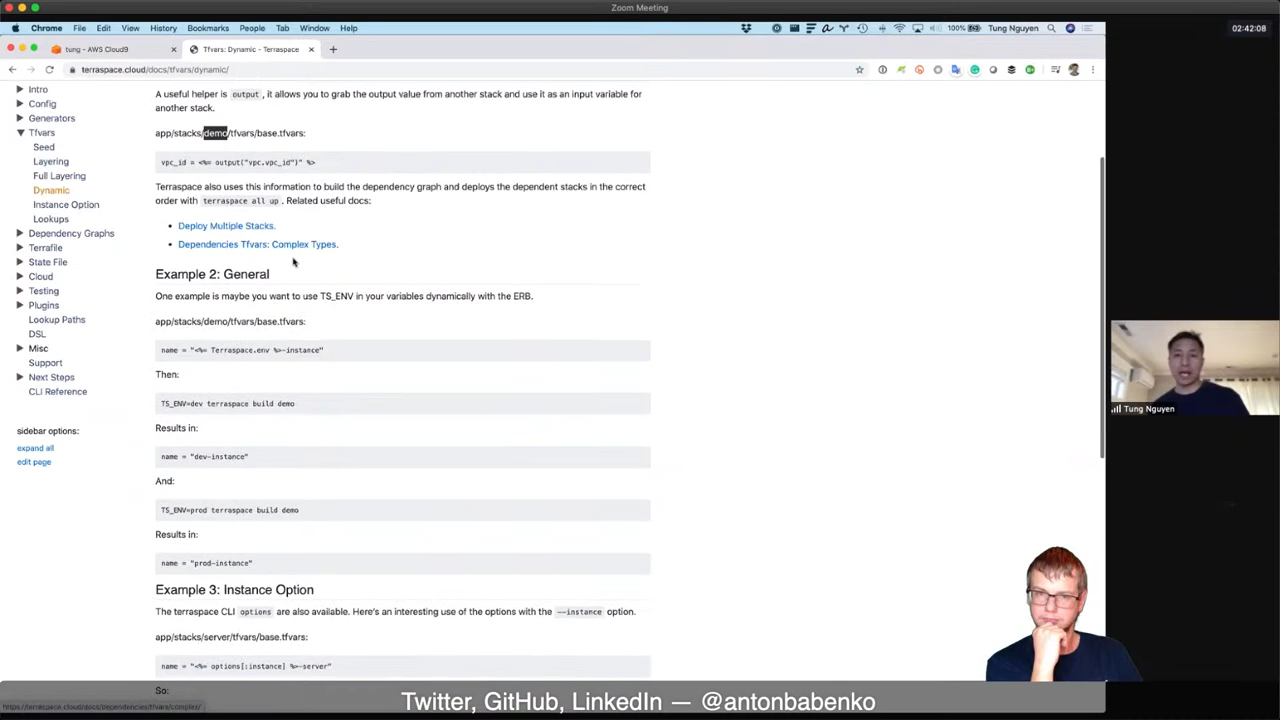 Zoom Meeting
Chrome File Edit View History Bookmarks People Tab Window Help
100% Tung Nguyen
02:42:08
tung - AWS Cloud9
Tfvars: Dynamic - Terraspace
terraspace.cloud/docs/tfvars/dynamic/
Intro
Config
Generators
Tfvars
Seed
Layering
Full Layering
Dynamic
Instance Option
Lookups
Dependency Graphs
Terrafile
State File
Cloud
Testing
Plugins
Lookup Paths
DSL
Misc
Support
Next Steps
CLI Reference
sidebar options:
expand all
edit page
A useful helper is output, it allows you to grab the output value from another stack and use it as an input variable for
another stack.
app/stacks/demo/tfvars/base.tfvars:
vpc_id = <%= output("vpc.vpc_id")" %>
Terraspace also uses this information to build the dependency graph and deploys the dependent stacks in the correct
order with terraspace all up. Related useful docs:
• Deploy Multiple Stacks.
• Dependencies Tfvars: Complex Types.
Example 2: General
One example is maybe you want to use TS_ENV in your variables dynamically with the ERB.
app/stacks/demo/tfvars/base.tfvars:
name = "<%= Terraspace.env %>-instance"
Then:
TS_ENV=dev terraspace build demo
Results in:
name = "dev-instance"
And:
TS_ENV=prod terraspace build demo
Results in:
name = "prod-instance"
Example 3: Instance Option
The terraspace CLI options are also available. Here's an interesting use of the options with the --instance option.
app/stacks/server/tfvars/base.tfvars:
name = "<%= options[:instance] %>-server"
So:
https://terraspace.cloud/docs/dependencies/tfvars/complex/
Tung Nguyen
Twitter, GitHub, LinkedIn — @antonbabenko